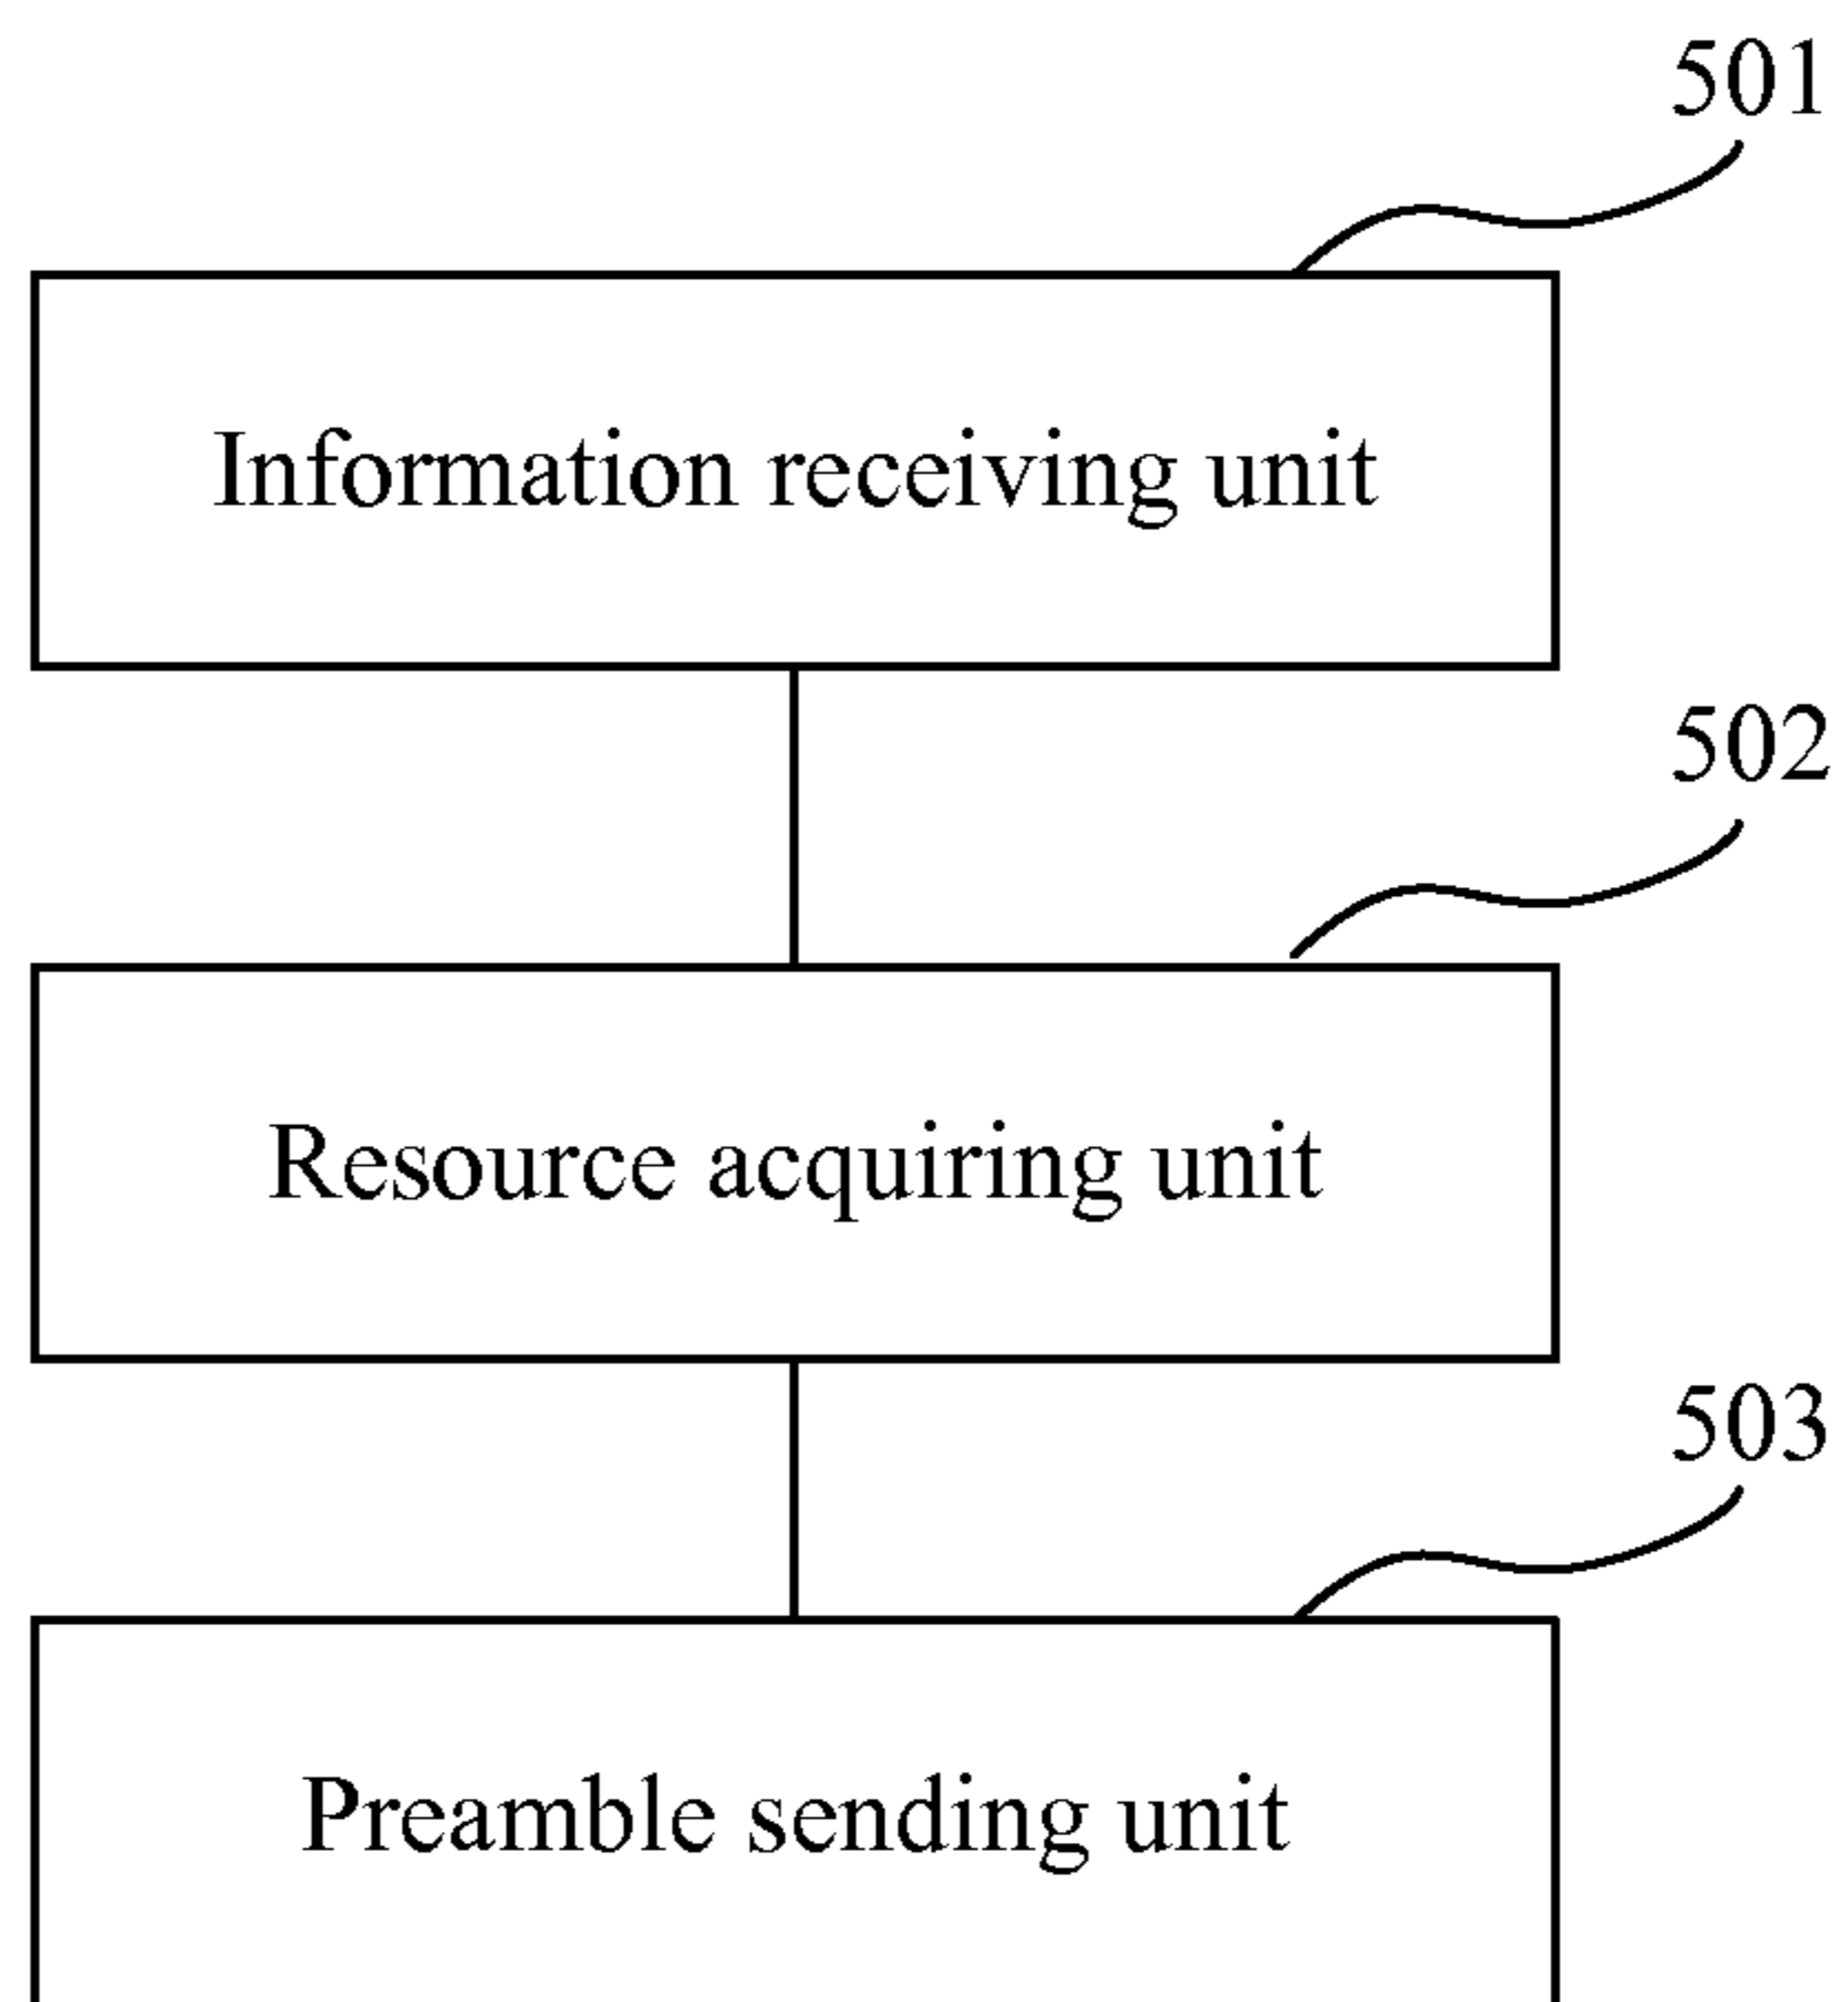 501
Information receiving unit
502
Resource acquiring unit
503
Preamble sending unit